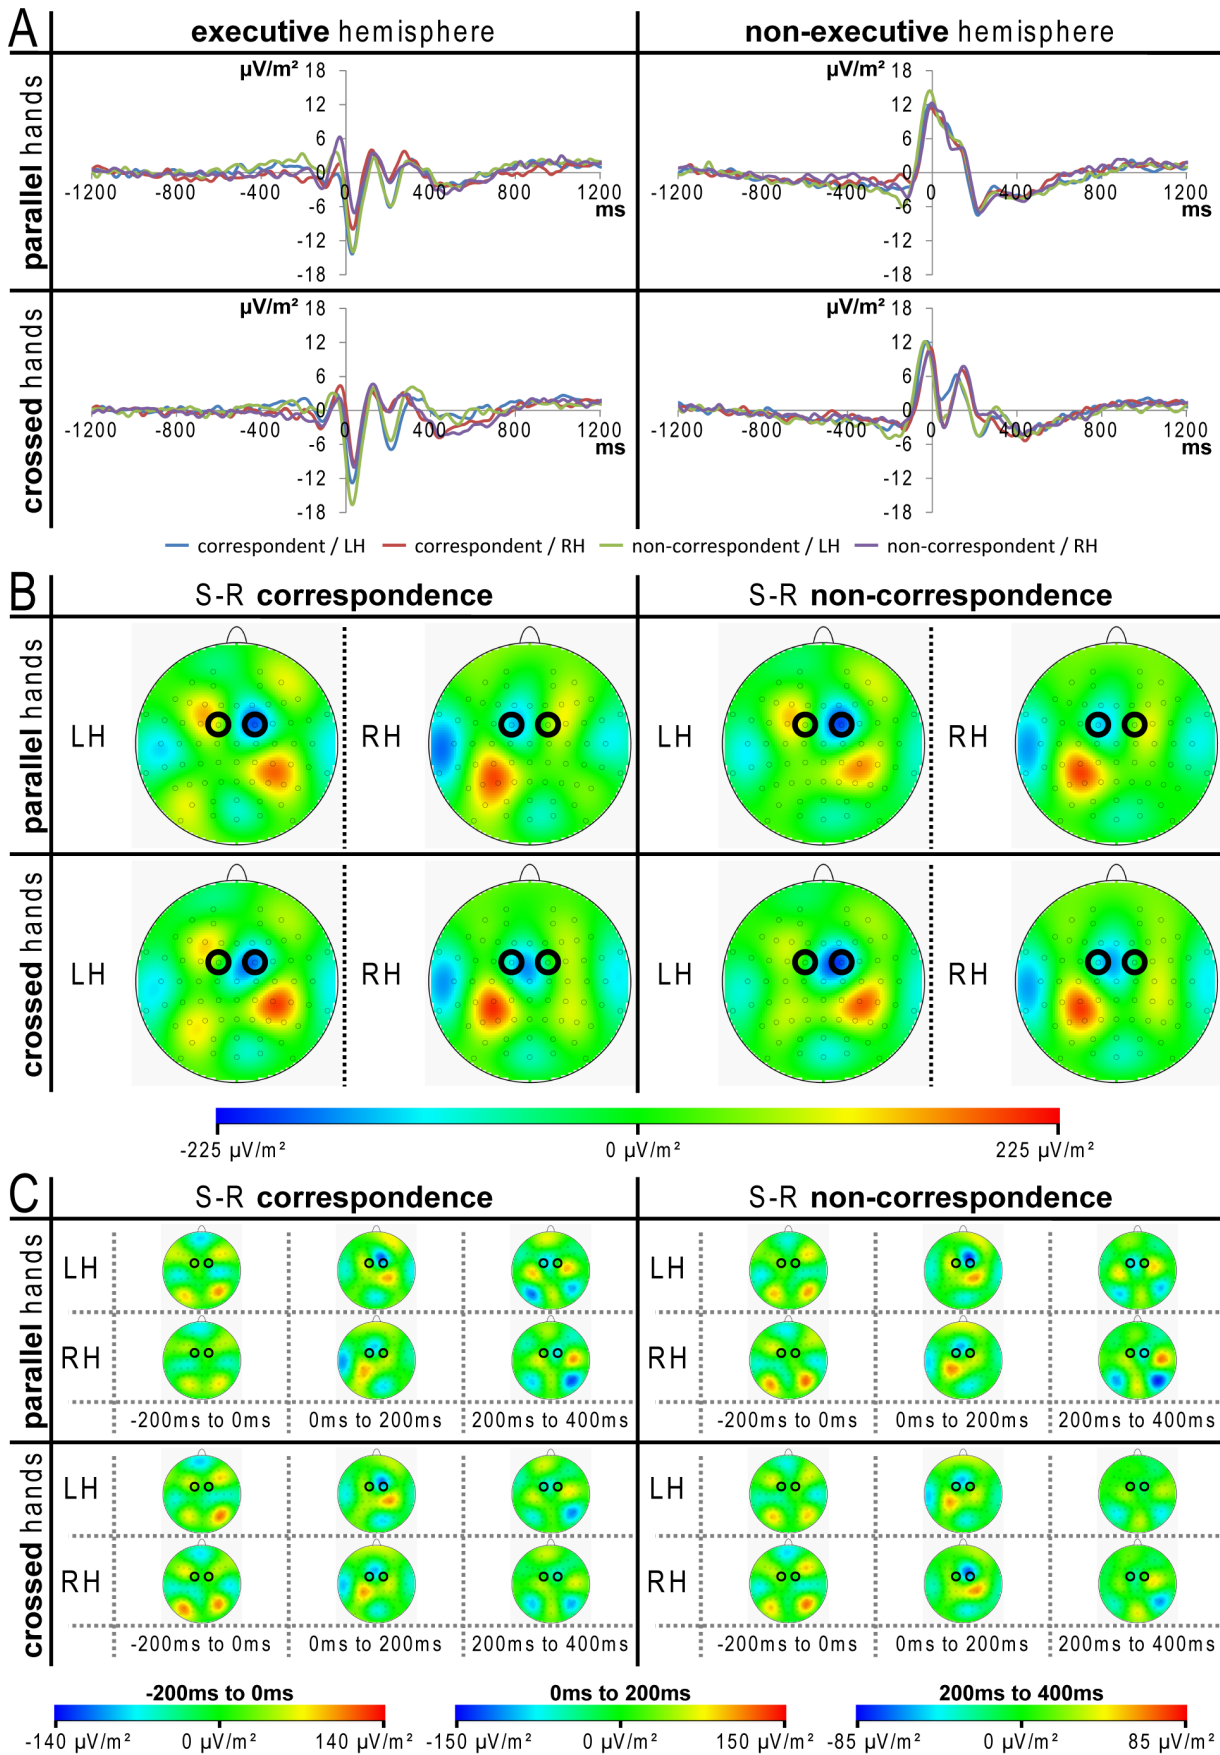 A
executive hemisphere
non-executive hemisphere
parallel hands
µV/m²
18
12
6
0
-6
-12
-18
-1200
-800
-400
0
400
800
1200
ms
µV/m²
18
12
6
0
-6
-12
-18
-1200
-800
-400
0
400
800
1200
ms
crossed hands
µV/m²
18
12
6
0
-6
-12
-18
-1200
-800
-400
0
400
800
1200
ms
µV/m²
18
12
6
0
-6
-12
-18
-1200
-800
-400
0
400
800
1200
ms
correspondent / LH
correspondent / RH
non-correspondent / LH
non-correspondent / RH
B
S-R correspondence
S-R non-correspondence
parallel hands
LH
RH
LH
RH
crossed hands
LH
RH
LH
RH
-225 µV/m²
0 µV/m²
225 µV/m²
C
S-R correspondence
S-R non-correspondence
parallel hands
LH
LH
RH
RH
-200ms to 0ms
0ms to 200ms
200ms to 400ms
-200ms to 0ms
0ms to 200ms
200ms to 400ms
crossed hands
LH
LH
RH
RH
-200ms to 0ms
0ms to 200ms
200ms to 400ms
-200ms to 0ms
0ms to 200ms
200ms to 400ms
-200ms to 0ms
-140 µV/m²
0 µV/m²
140 µV/m²
0ms to 200ms
-150 µV/m²
0 µV/m²
150 µV/m²
200ms to 400ms
-85 µV/m²
0 µV/m²
85 µV/m²